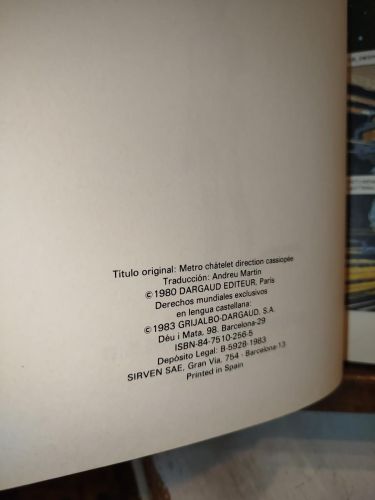 Título original: Metro châtelet direction cassiopée
Traducción: Andreu Martin
© 1980 DARGAUD EDITEUR, París
Derechos mundiales exclusivos
en lengua castellana:
© 1983 GRIJALBO-DARGAUD, S.A.
Déu i Mata, 98. Barcelona-29
ISBN-84-7510-256-5
Depósito Legal: B-5928-1983
SIRVEN SAE, Gran Via, 754 - Barcelona-13
Printed in Spain